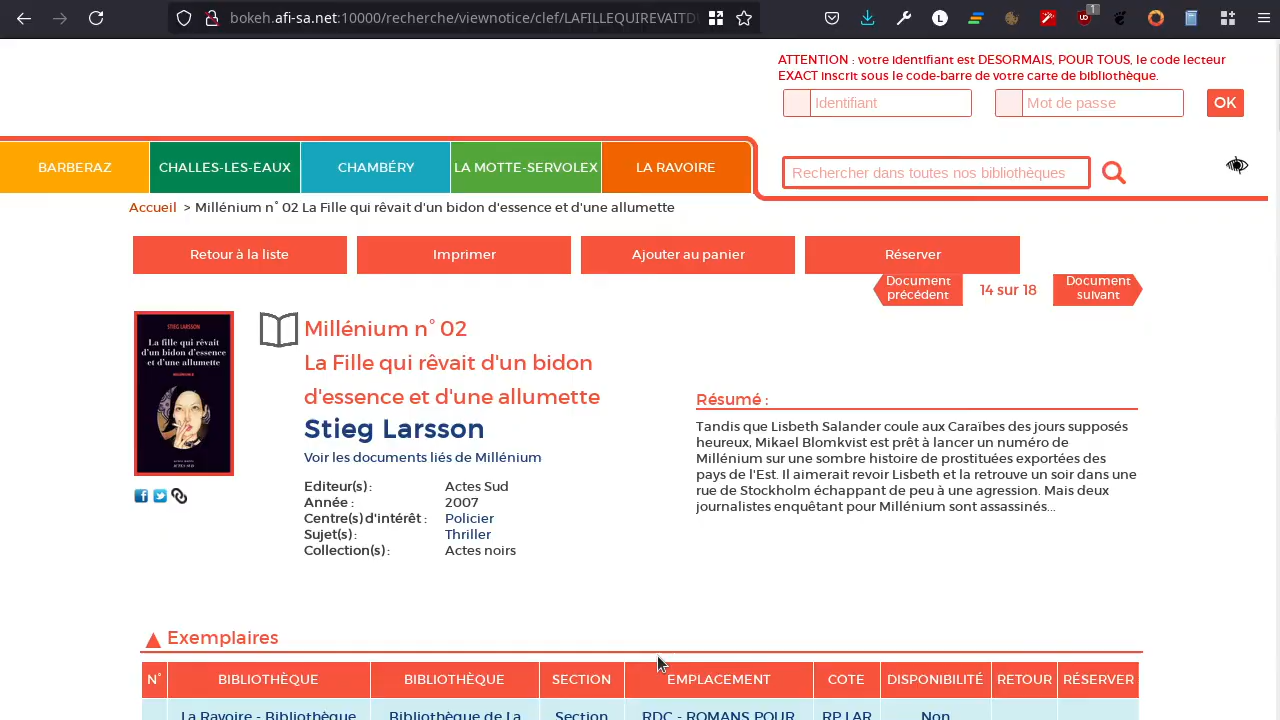 bokeh.afi-sa.net:10000/recherche/viewnotice/clef/LAFILLEQUIREVAITDU
1
ATTENTION : votre identifiant est DESORMAIS, POUR TOUS, le code lecteur
EXACT inscrit sous le code-barre de votre carte de bibliothèque.
Identifiant Mot de passe OK
BARBERAZ CHALLES-LES-EAUX CHAMBÉRY LA MOTTE-SERVOLEX LA RAVOIRE
Rechercher dans toutes nos bibliothèques
Accueil > Millénium n° 02 La Fille qui rêvait d'un bidon d'essence et d'une allumette
Retour à la liste Imprimer Ajouter au panier Réserver
Document précédent 14 sur 18 Document suivant
STIEG LARSSON
La fille qui rêvait
d'un bidon d'essence
et d'une allumette
ACTES SUD
Millénium n° 02
La Fille qui rêvait d'un bidon
d'essence et d'une allumette
Stieg Larsson
Voir les documents liés de Millénium
Editeur(s) : Actes Sud
Année : 2007
Centre(s) d'intérêt : Policier
Sujet(s) : Thriller
Collection(s) : Actes noirs
Résumé :
Tandis que Lisbeth Salander coule aux Caraïbes des jours supposés
heureux, Mikael Blomkvist est prêt à lancer un numéro de
Millénium sur une sombre histoire de prostituées exportées des
pays de l'Est. Il aimerait revoir Lisbeth et la retrouve un soir dans une
rue de Stockholm échappant de peu à une agression. Mais deux
journalistes enquêtant pour Millénium sont assassinés...
Exemplaires
N° BIBLIOTHÈQUE BIBLIOTHÈQUE SECTION EMPLACEMENT COTE DISPONIBILITÉ RETOUR RÉSERVER
La Ravoire - Bibliothèque Bibliothèque de La Section RDC - ROMANS POUR RP LAR Non